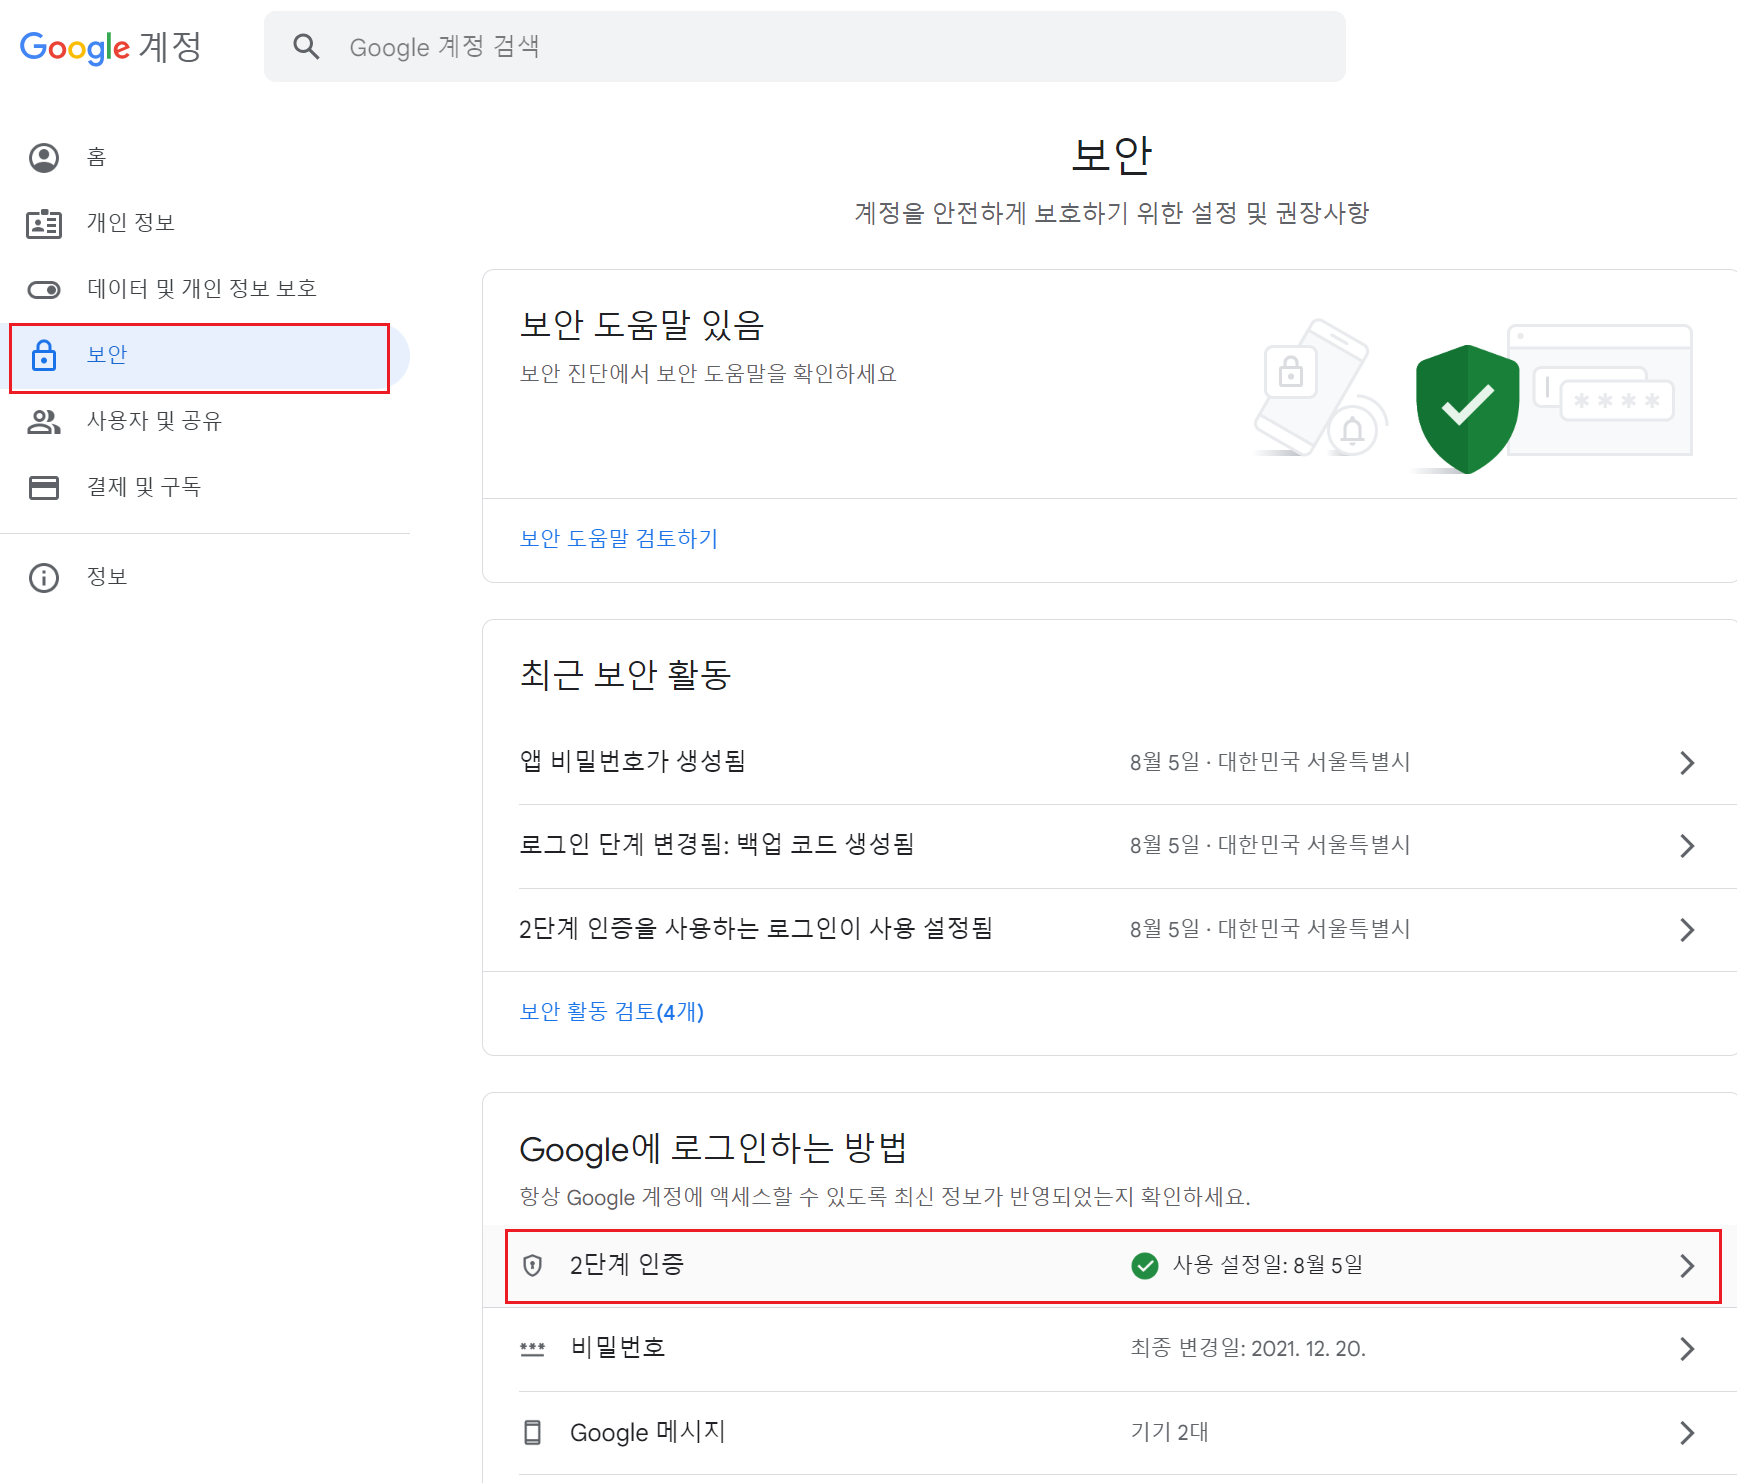 Google 계정
Google 계정 검색
홈
개인 정보
데이터 및 개인 정보 보호
보안
사용자 및 공유
결제 및 구독
정보
보안
계정을 안전하게 보호하기 위한 설정 및 권장사항
보안 도움말 있음
보안 진단에서 보안 도움말을 확인하세요
****
보안 도움말 검토하기
최근 보안 활동
앱 비밀번호가 생성됨 8월 5일 · 대한민국 서울특별시
로그인 단계 변경됨: 백업 코드 생성됨 8월 5일 · 대한민국 서울특별시
2단계 인증을 사용하는 로그인이 사용 설정됨 8월 5일 · 대한민국 서울특별시
보안 활동 검토(4개)
Google에 로그인하는 방법
항상 Google 계정에 액세스할 수 있도록 최신 정보가 반영되었는지 확인하세요.
2단계 인증 사용 설정일: 8월 5일
비밀번호 최종 변경일: 2021. 12. 20.
Google 메시지 기기 2대